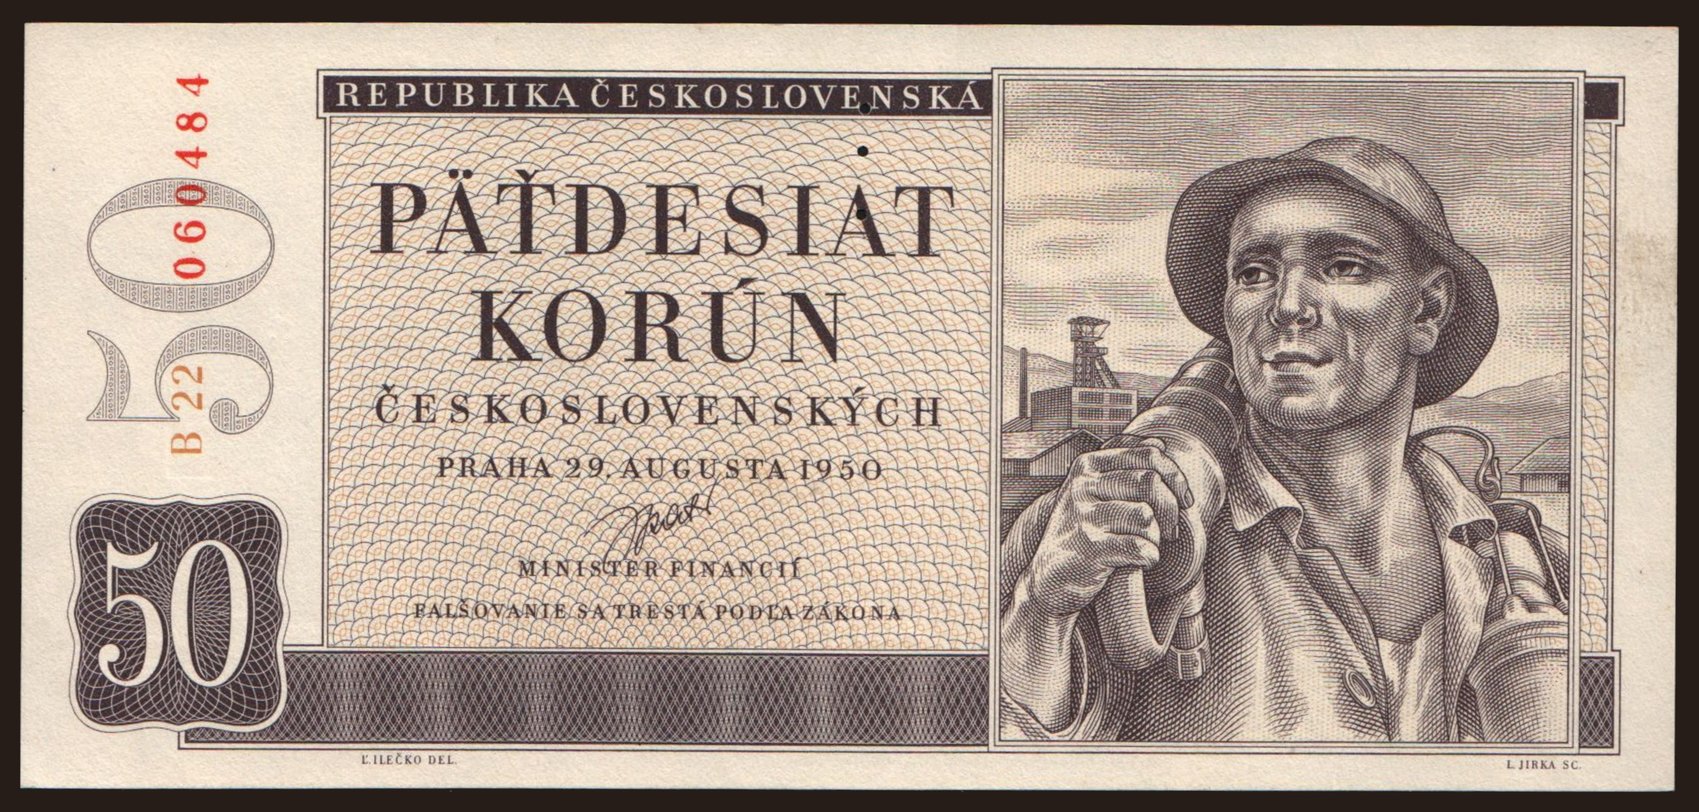 REPUBLIKA ČESKOSLOVENSKÁ
PÄŤDESIAT
KORÚN
ČESKOSLOVENSKÝCH
PRAHA 29. AUGUSTA 1950
MINISTER FINANCIÍ
FALŠOVANIE SA TRESTÁ PODĽA ZÁKONA
50
B 22 060484
50
Ľ. ILEČKO DEL.
L. JIRKA SC.